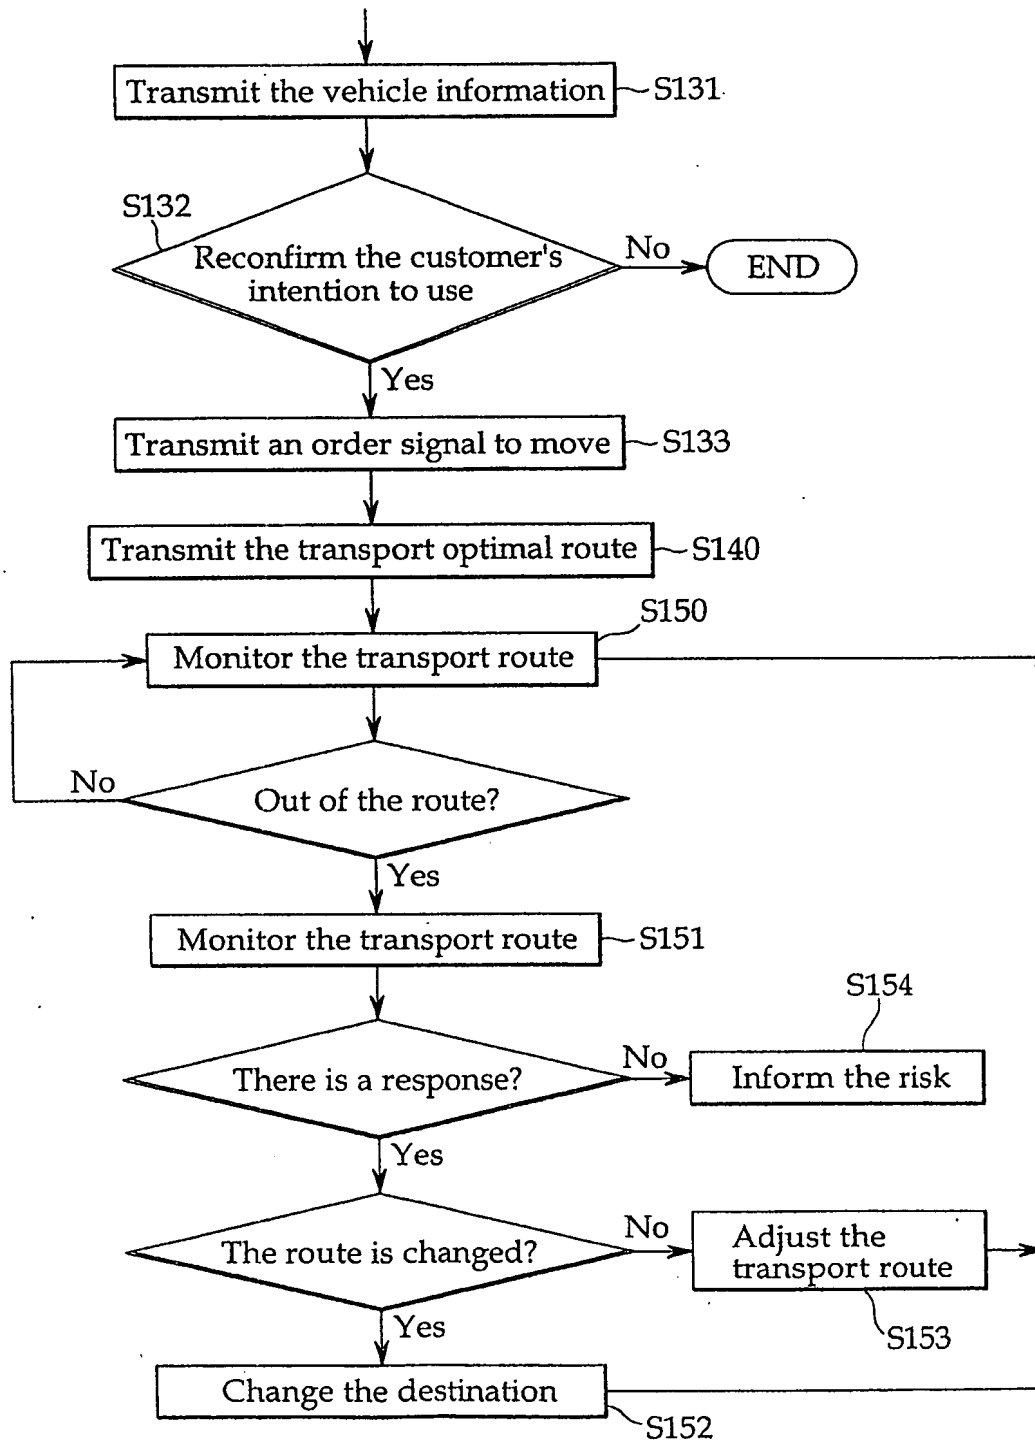 Transmit the vehicle information
S131
S132
Reconfirm the customer's
intention to use
No
END
Yes
Transmit an order signal to move
S133
Transmit the transport optimal route
S140
S150
Monitor the transport route
No
Out of the route?
Yes
Monitor the transport route
S151
S154
There is a response?
No
Inform the risk
Yes
The route is changed?
No
Adjust the
transport route
S153
Yes
Change the destination
S152